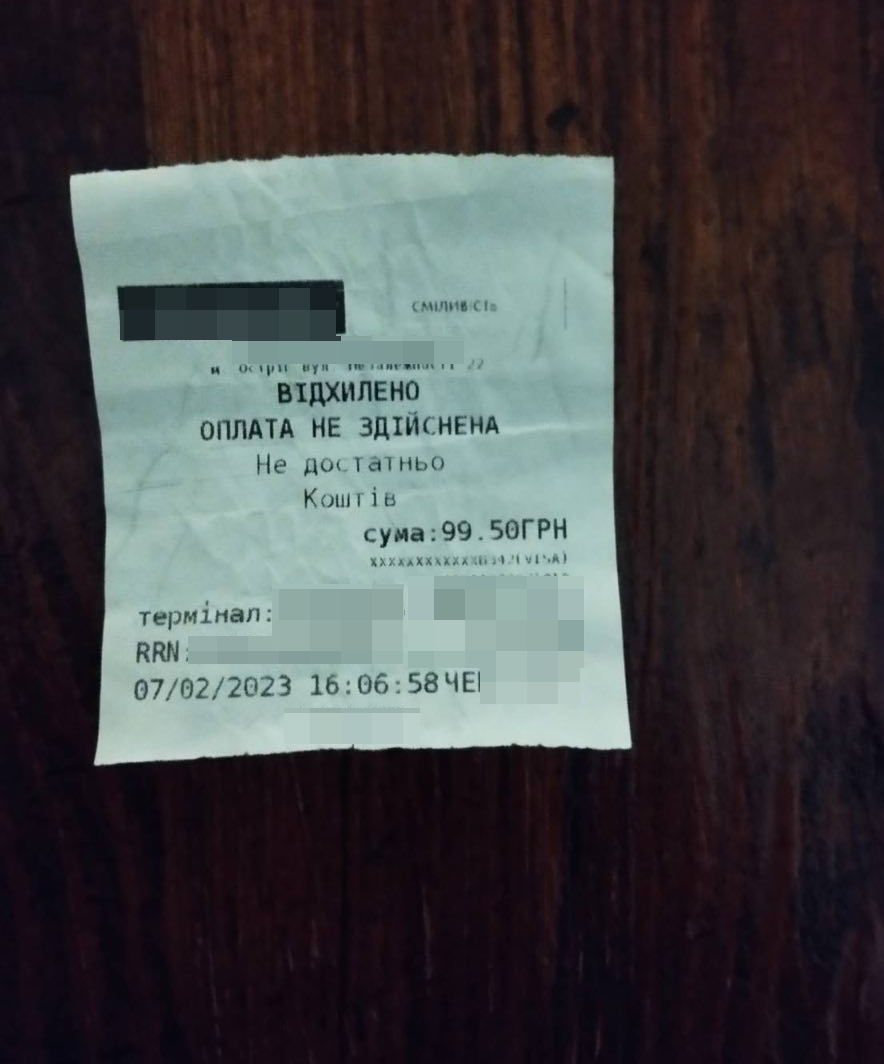 СМІЛИВІСТЬ
ВІДХИЛЕНО
ОПЛАТА НЕ ЗДІЙСНЕНА
Не достатньо
Коштів
сума:99.50ГРН
термінал:
RRN:
07/02/2023 16:06:58